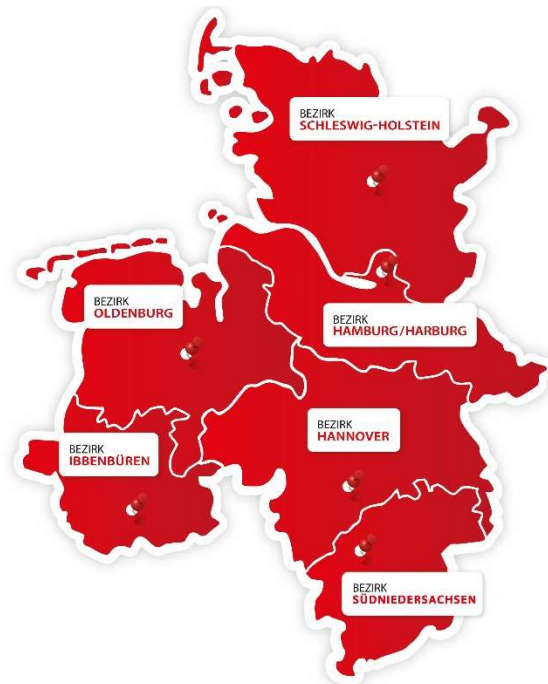 BEZIRK
SCHLESWIG-HOLSTEIN
BEZIRK
OLDENBURG
BEZIRK
HAMBURG/HARBURG
BEZIRK
HANNOVER
BEZIRK
IBBENBÜREN
BEZIRK
SÜDNIEDERSACHSEN